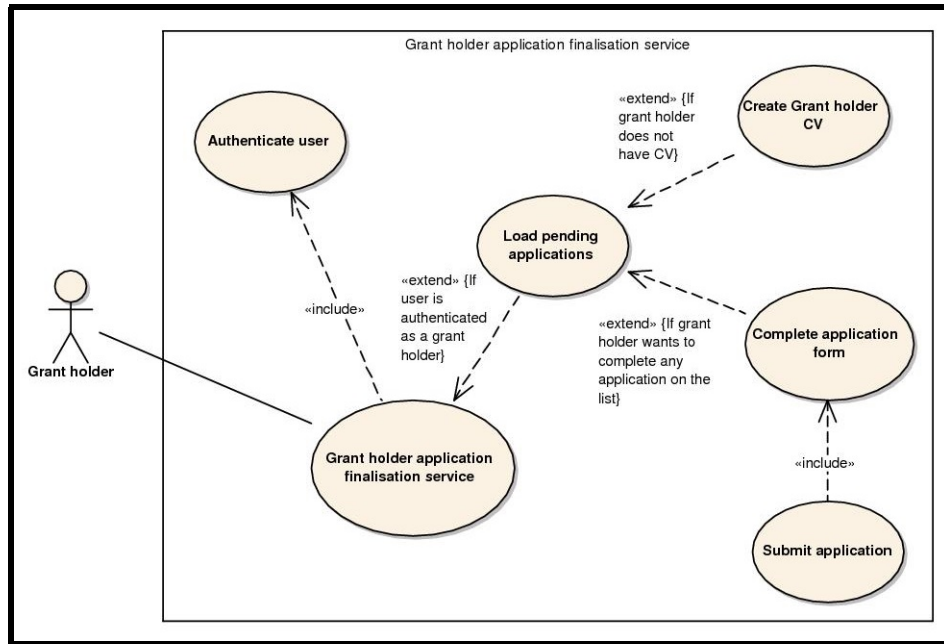 Grant holder application finalisation service
«extend» {If
grant holder
does not
have CV}
Create Grant holder
CV
Authenticate user
Load pending
applications
«include»
«extend» {If
user is
authenticated
as a grant
holder}
«extend» {If grant
holder wants to
complete any
application on the
list}
Complete application
form
Grant holder
Grant holder application
finalisation service
«include»
Submit application